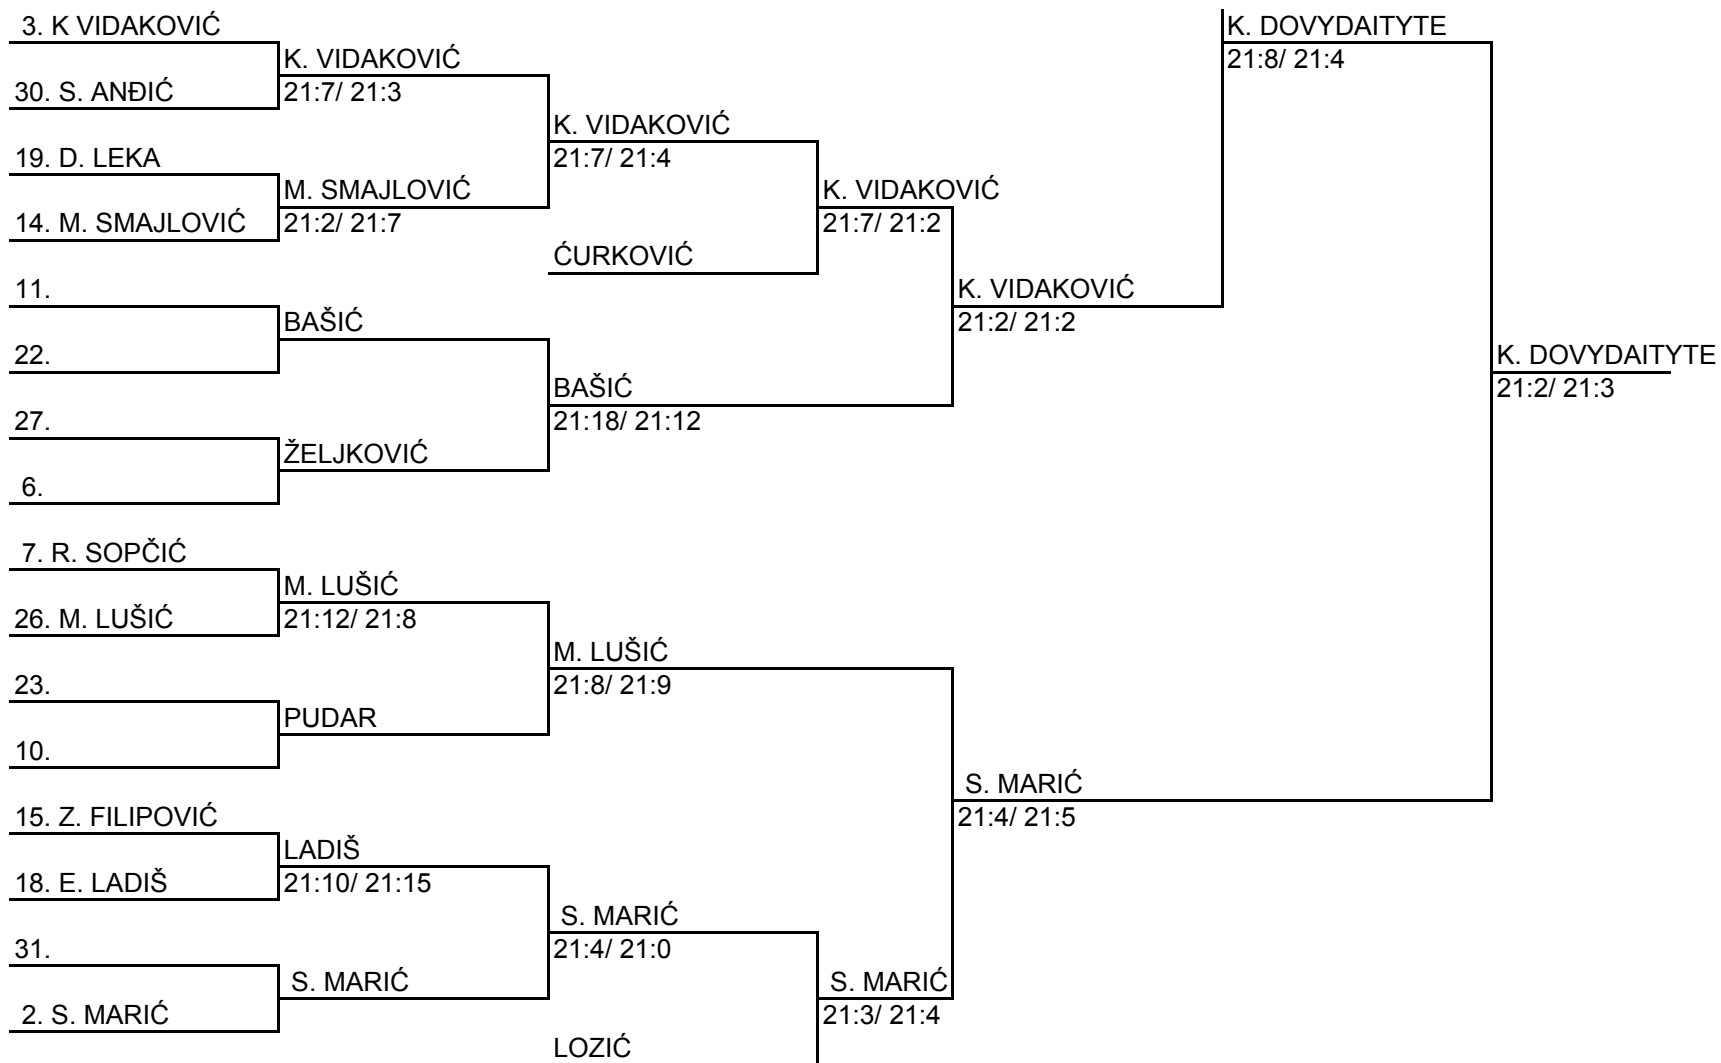 3. K VIDAKOVIĆ
K. DOVYDAITYTE
K. VIDAKOVIĆ
21:8/ 21:4
30. S. ANĐIĆ
21:7/ 21:3
K. VIDAKOVIĆ
19. D. LEKA
21:7/ 21:4
M. SMAJLOVIĆ
K. VIDAKOVIĆ
14. M. SMAJLOVIĆ
21:2/ 21:7
21:7/ 21:2
ĆURKOVIĆ
11.
K. VIDAKOVIĆ
BAŠIĆ
21:2/ 21:2
22.
K. DOVYDAITYTE
BAŠIĆ
21:2/ 21:3
27.
21:18/ 21:12
ŽELJKOVIĆ
6.
7. R. SOPČIĆ
M. LUŠIĆ
26. M. LUŠIĆ
21:12/ 21:8
M. LUŠIĆ
23.
21:8/ 21:9
PUDAR
10.
S. MARIĆ
15. Z. FILIPOVIĆ
21:4/ 21:5
LADIŠ
18. E. LADIŠ
21:10/ 21:15
S. MARIĆ
31.
21:4/ 21:0
S. MARIĆ
S. MARIĆ
2. S. MARIĆ
21:3/ 21:4
LOZIĆ